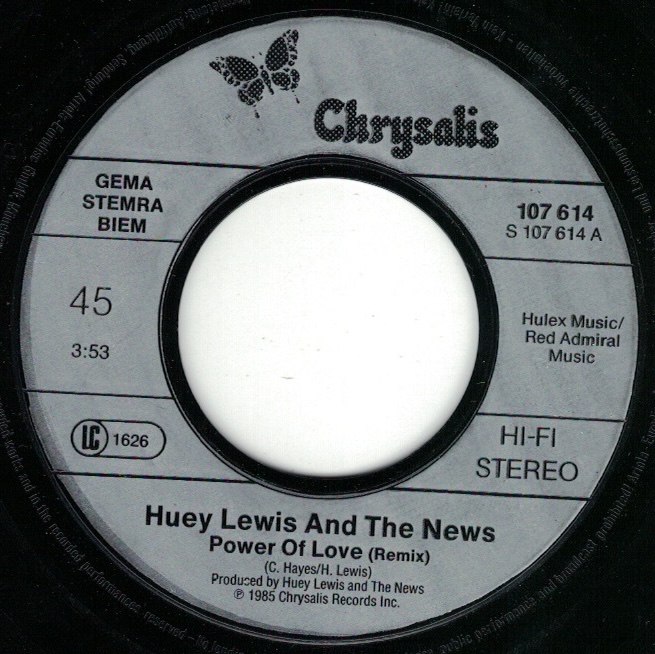 Chrysalis
GEMA
STEMRA
BIEM
107 614
S 107 614 A
45
3:53
Hulex Music/
Red Admiral
Music
LC 1626
HI-FI
STEREO
Huey Lewis And The News
Power Of Love (Remix)
(C. Hayes/H. Lewis)
Produced by Huey Lewis and The News
℗ 1985 Chrysalis Records Inc.